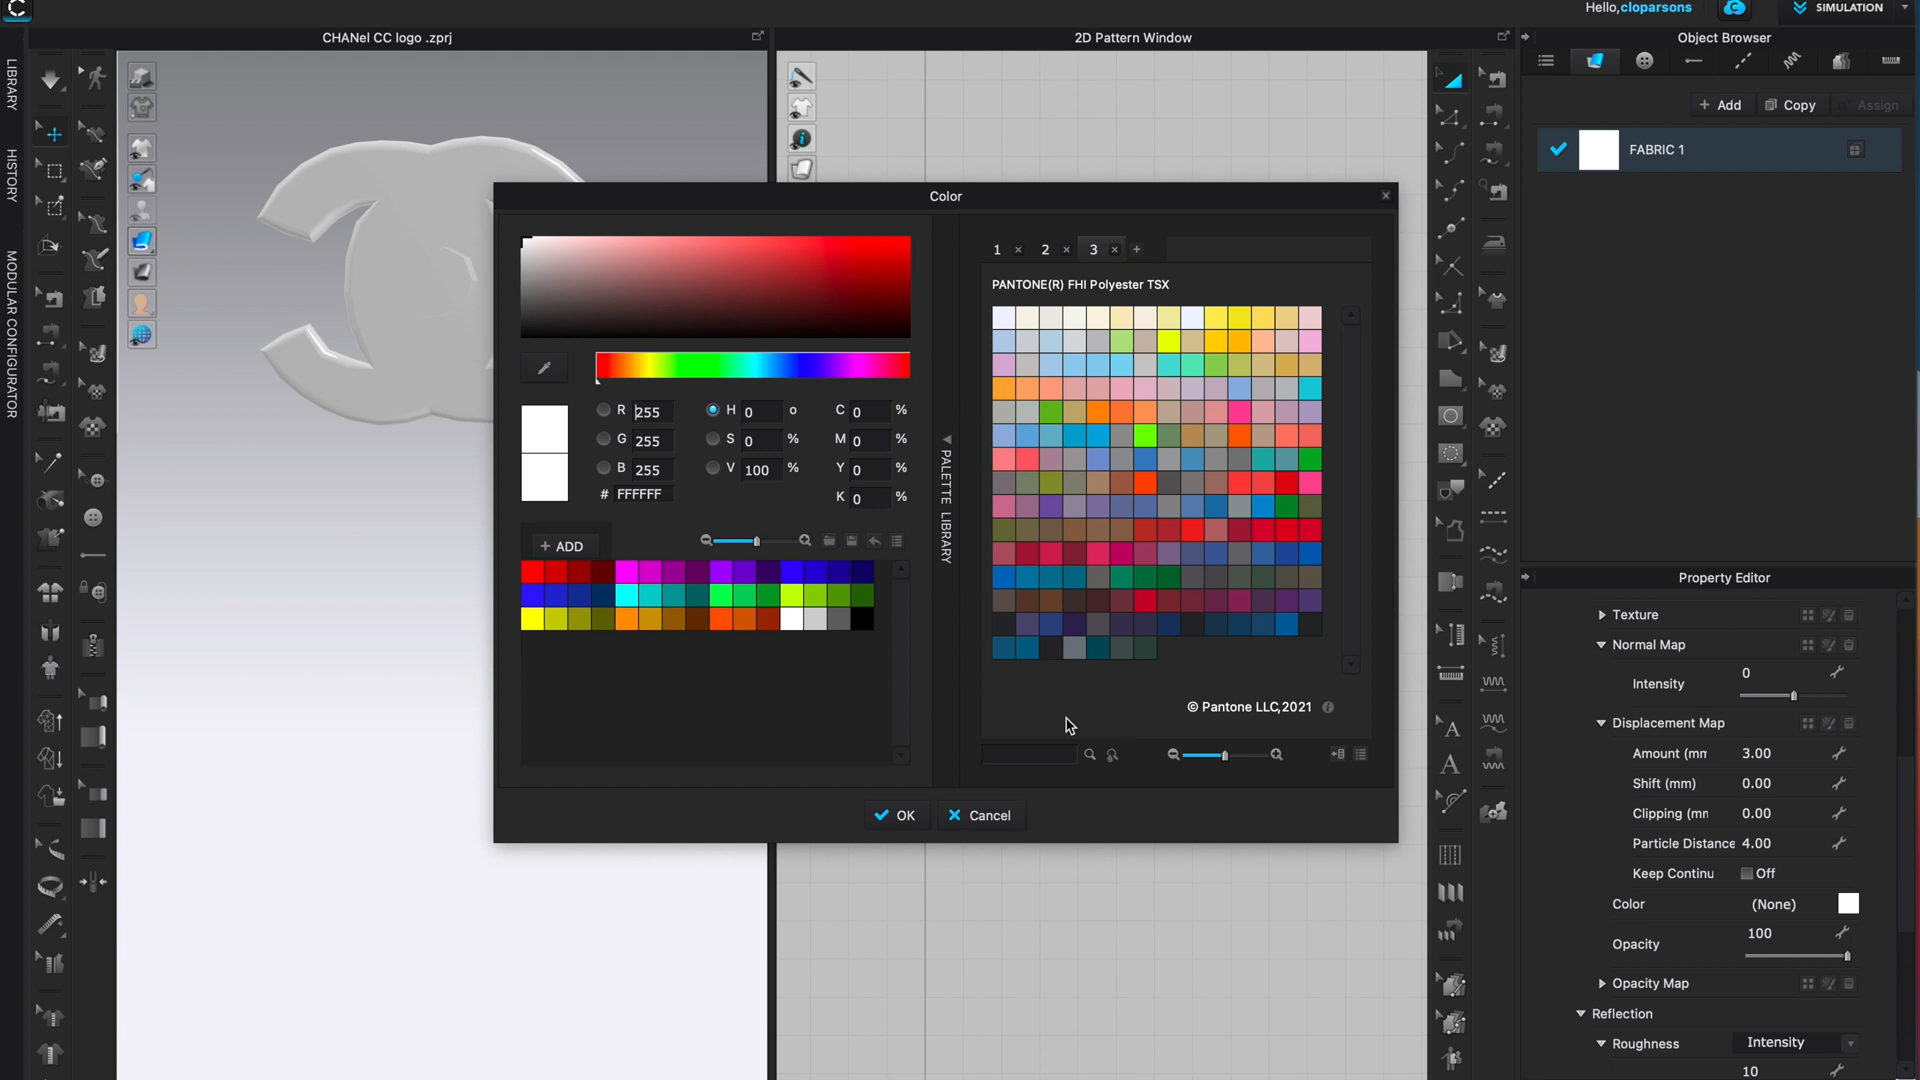 Hello,cloparsons
SIMULATION
CHANel CC logo .zprj
2D Pattern Window
Object Browser
LIBRARY
HISTORY
MODULAR CONFIGURATOR
+ Add
Copy
Assign
FABRIC 1
Color
1
2
3
PANTONE(R) FHI Polyester TSX
R 255
H 0 o
C 0 %
G 255
S 0 %
M 0 %
B 255
V 100 %
Y 0 %
# FFFFFF
K 0 %
+ ADD
PALETTE LIBRARY
© Pantone LLC,2021
OK
Cancel
Property Editor
Texture
Normal Map
0
Intensity
Displacement Map
Amount (mm 3.00
Shift (mm) 0.00
Clipping (mm 0.00
Particle Distance 4.00
Keep Continu Off
Color (None)
100
Opacity
Opacity Map
Reflection
Roughness Intensity
10